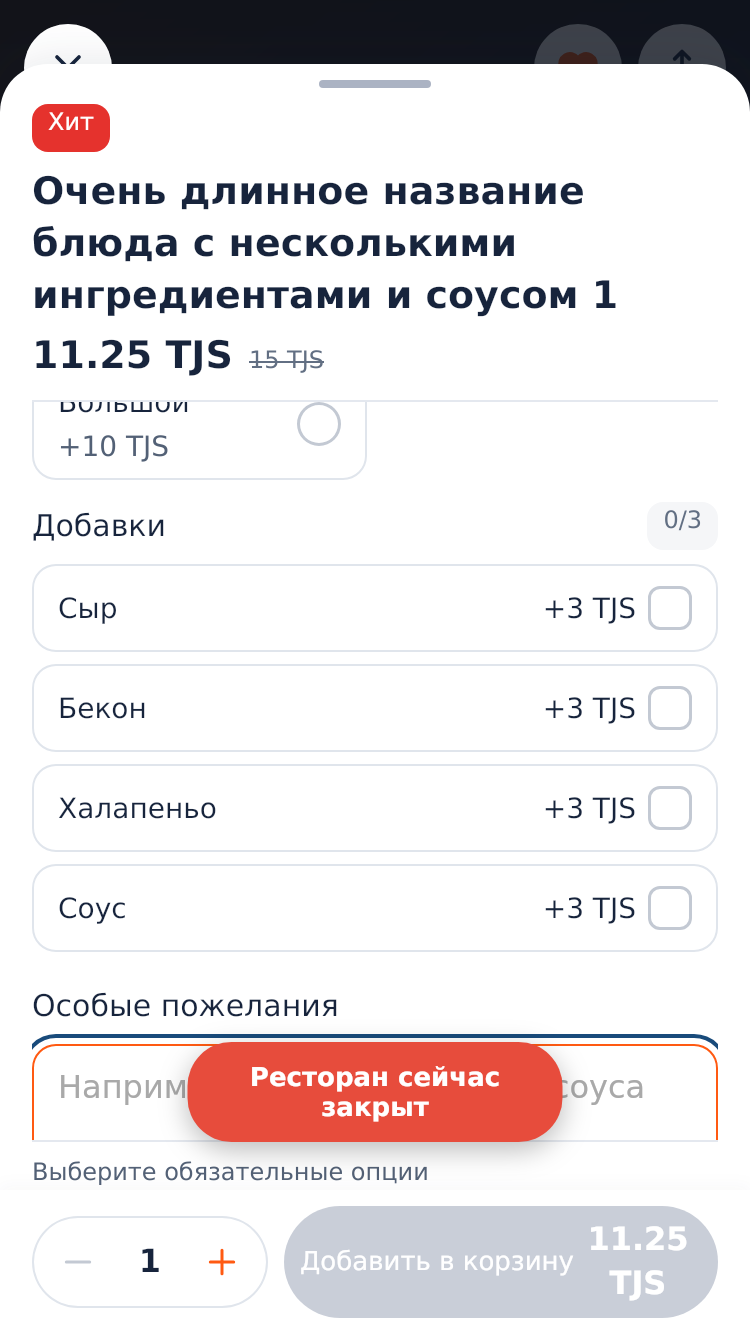 Хит
Очень длинное название
блюда с несколькими
ингредиентами и соусом 1
11.25 TJS 15 TJS
Большой
+10 TJS
Добавки 0/3
Сыр +3 TJS
Бекон +3 TJS
Халапеньо +3 TJS
Соус +3 TJS
Особые пожелания
соуса
Ресторан сейчас
закрыт
Выберите обязательные опции
1
Добавить в корзину 11.25
TJS